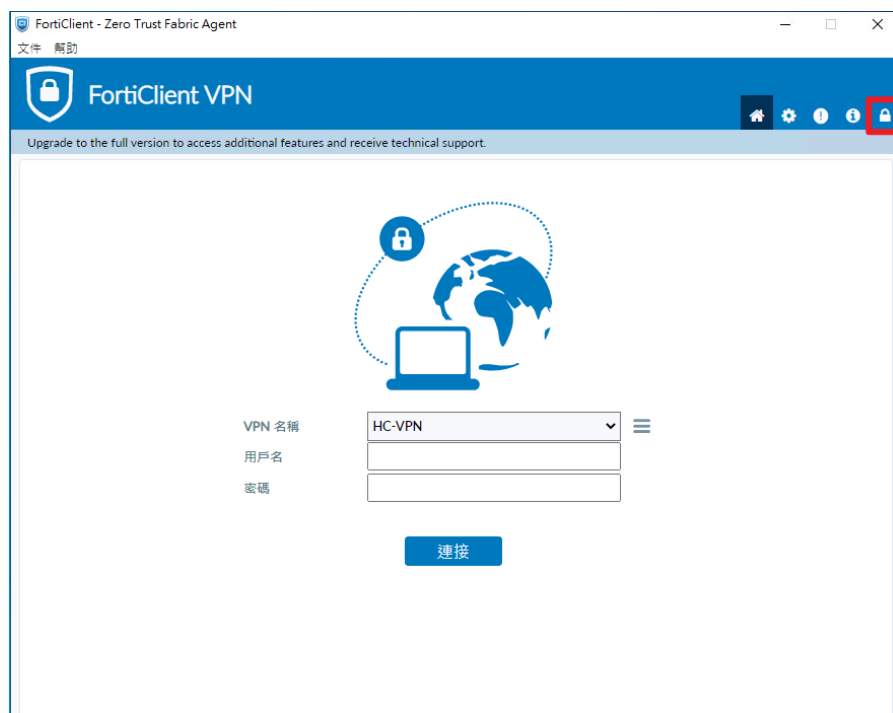 FortiClient - Zero Trust Fabric Agent
文件 幫助
FortiClient VPN
Upgrade to the full version to access additional features and receive technical support.
VPN 名稱 HC-VPN
用戶名
密碼
連接